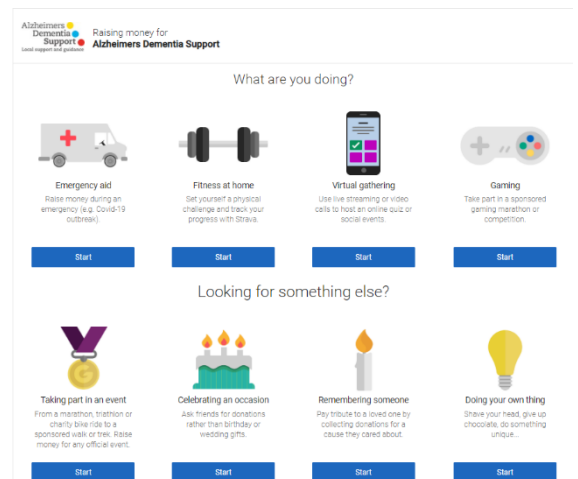 Alzheimers
Dementia
Support
Local support and guidance
Raising money for
Alzheimers Dementia Support
What are you doing?
Emergency aid
Raise money during an
emergency (e.g. Covid-19
outbreak).
Start
Fitness at home
Set yourself a physical
challenge and track your
progress with Strava.
Start
Virtual gathering
Use live streaming or video
calls to host an online quiz or
social events.
Start
Gaming
Take part in a sponsored
gaming marathon or
competition.
Start
Looking for something else?
Taking part in an event
From a marathon, triathlon or
charity bike ride to a
sponsored walk or trek. Raise
money for any official event.
Start
Celebrating an occasion
Ask friends for donations
rather than birthday or
wedding gifts.
Start
Remembering someone
Pay tribute to a loved one by
collecting donations for a
cause they cared about.
Start
Doing your own thing
Shave your head, give up
chocolate, do something
unique...
Start